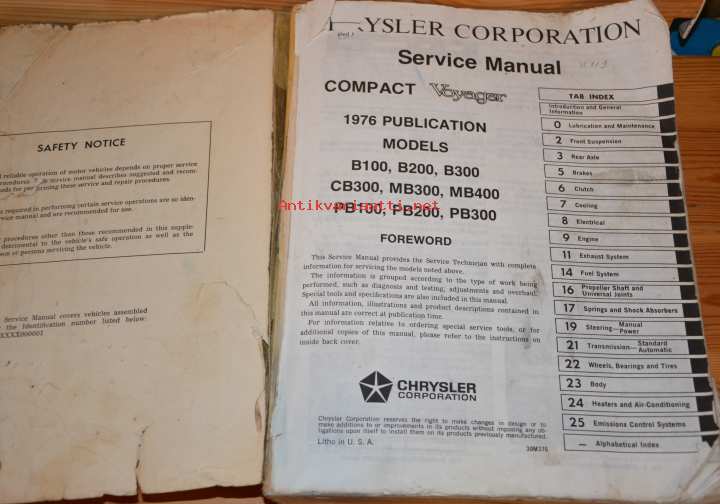 SAFETY NOTICE
reliable operation of motor vehicles depends on proper service
service manual describes suggested and recom-
for performing these service and repair procedures.
required in performing certain service operations are so iden-
service manual and are recommended for use.
procedures other than those recommended in this supple-
detrimental to the vehicle's safe operation as well as the
or persons servicing the vehicle.
Service Manual covers vehicles assembled
the Identification number listed below:
RYSLER CORPORATION
Service Manual
COMPACT Voyager
1976 PUBLICATION
MODELS
B100, B200, B300
CB300, MB300, MB400
PB100, PB200, PB300
Antikvariaatti.net
FOREWORD
This Service Manual provides the Service Technician with complete
information for servicing the models noted above.
The information is grouped according to the type of work being
performed, such as diagnosis and testing, adjustments and overhaul.
Special tools and specifications are also included in this manual.
All information, illustrations and product descriptions contained in
this manual are correct at publication time.
For information relative to ordering special service tools, or for
additional copies of this manual, please refer to the instructions on
inside back cover.
CHRYSLER
CORPORATION
Chrysler Corporation reserves the right to make changes in design or to
make additions to or improvements in its products without imposing any ob-
ligations upon itself to install them on its products previously manufactured.
Litho in U. S. A.
30M376
TAB INDEX
Introduction and General
Information
0 Lubrication and Maintenance
2 Front Suspension
3 Rear Axle
5 Brakes
6 Clutch
7 Cooling
8 Electrical
9 Engine
11 Exhaust System
14 Fuel System
16 Propeller Shaft and
Universal Joints
17 Springs and Shock Absorbers
19 Steering—Manual
Power
21 Transmission—Standard
Automatic
22 Wheels, Bearings and Tires
23 Body
24 Heaters and Air-Conditioning
25 Emissions Control Systems
— Alphabetical Index